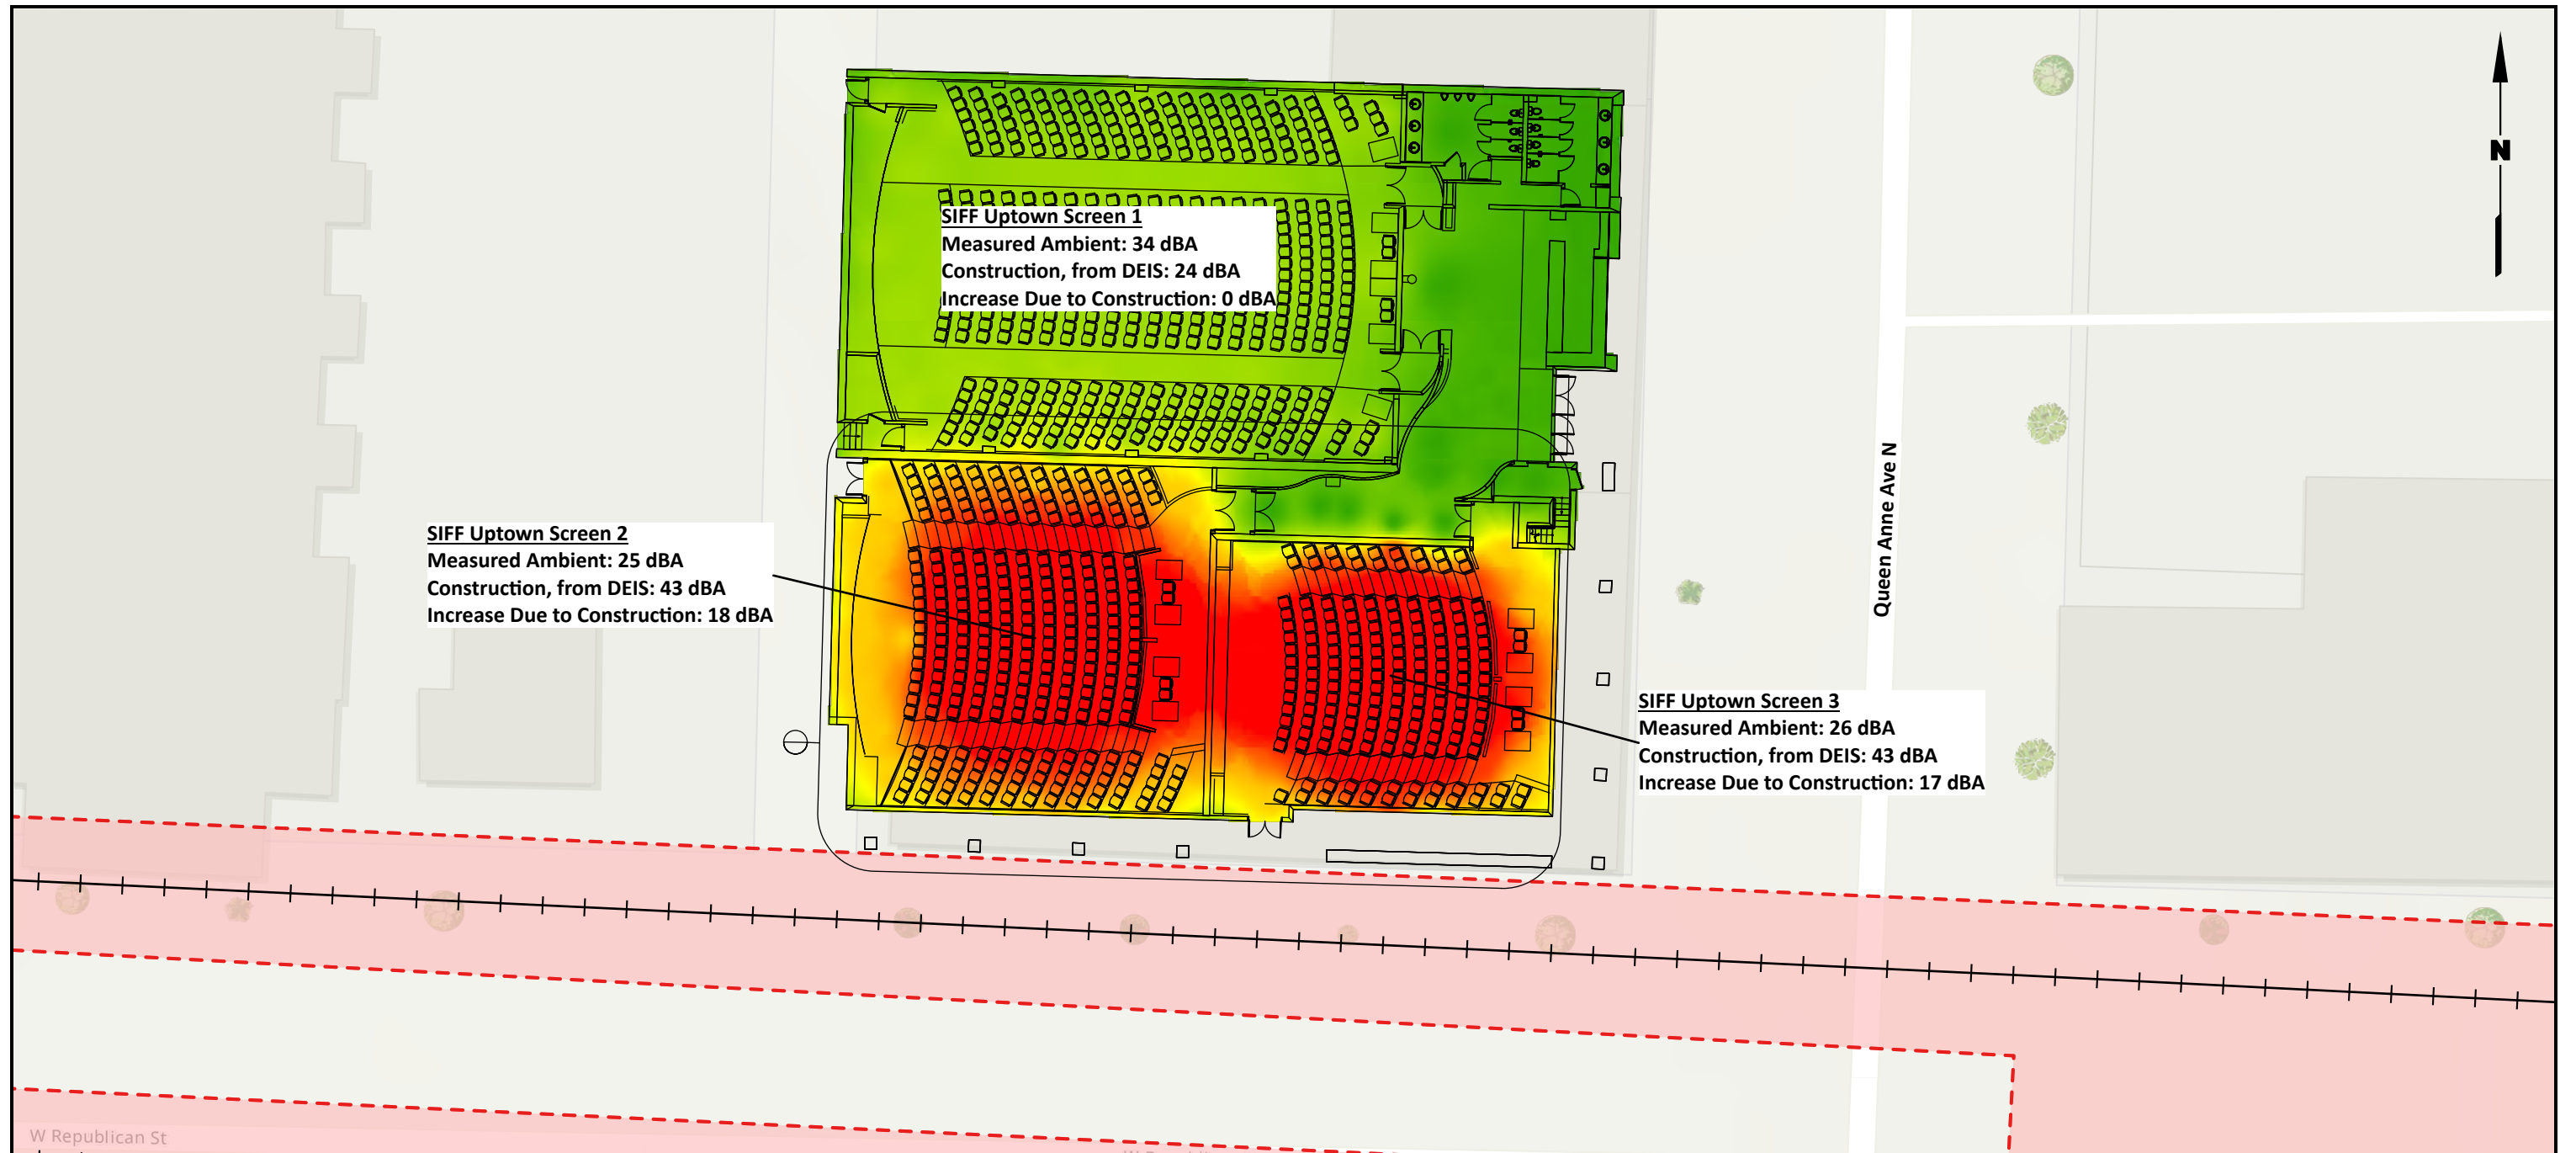 N
SIFF Uptown Screen 1
Measured Ambient: 34 dBA
Construction, from DEIS: 24 dBA
Increase Due to Construction: 0 dBA
SIFF Uptown Screen 2
Measured Ambient: 25 dBA
Construction, from DEIS: 43 dBA
Increase Due to Construction: 18 dBA
Queen Anne Ave N
SIFF Uptown Screen 3
Measured Ambient: 26 dBA
Construction, from DEIS: 43 dBA
Increase Due to Construction: 17 dBA
W Republican St